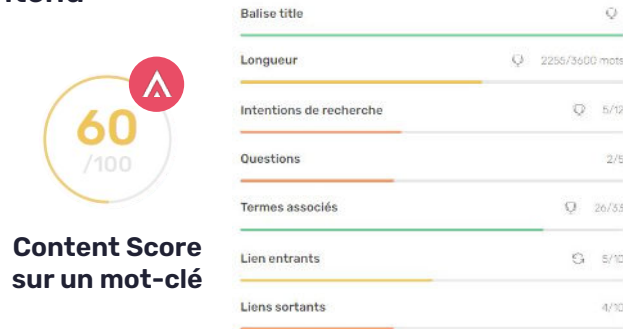 60
/100
Content Score
sur un mot-clé
Balise title
Longueur 2255/3600 mots
Intentions de recherche 5/12
Questions 2/5
Termes associés 26/33
Lien entrants 5/10
Liens sortants 4/10